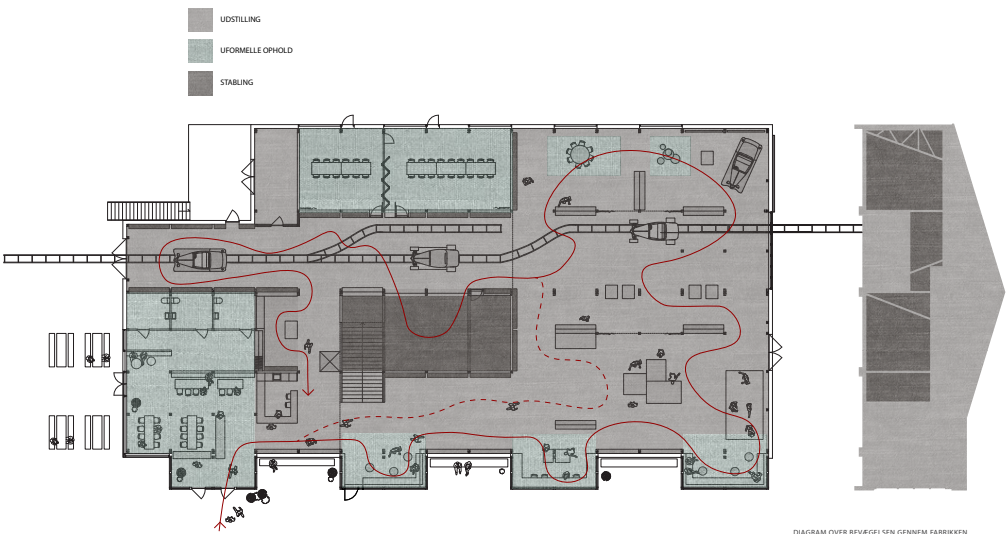 UDSTILLING
UFORMELLE OPHOLD
STABLING
DIAGRAM OVER BEVÆGELSEN GENNEM FABRIKKEN